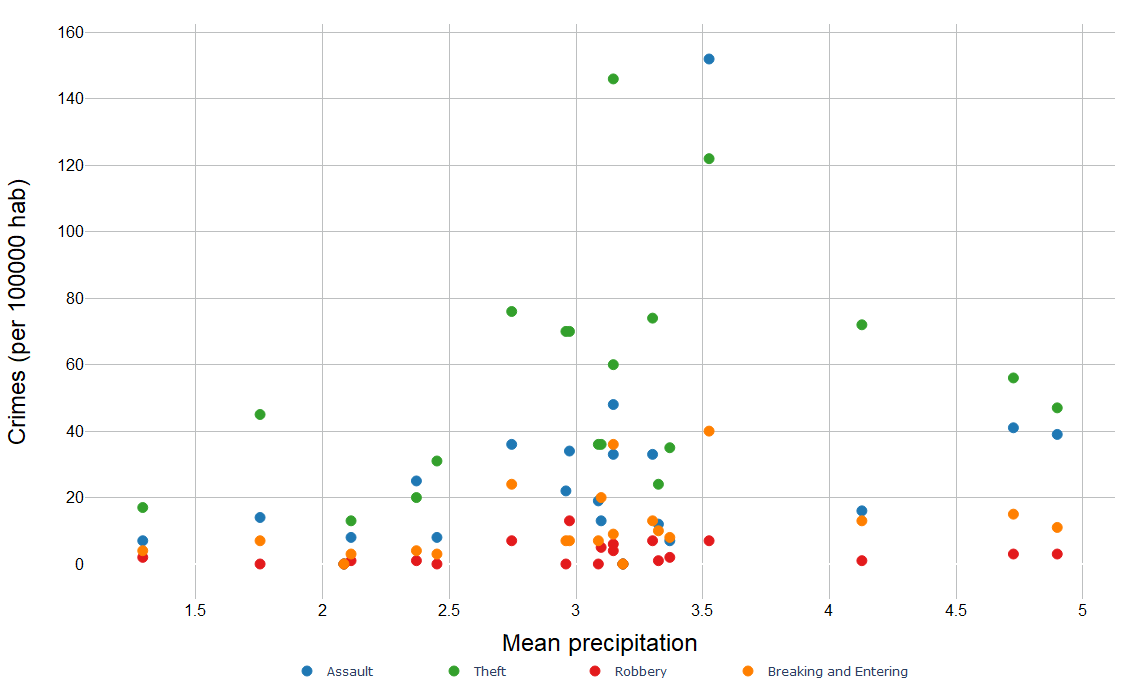 160
140
120
100
80
60
40
20
0
Crimes (per 100000 hab)
1.5 2 2.5 3 3.5 4 4.5 5
Mean precipitation
Assault Theft Robbery Breaking and Entering